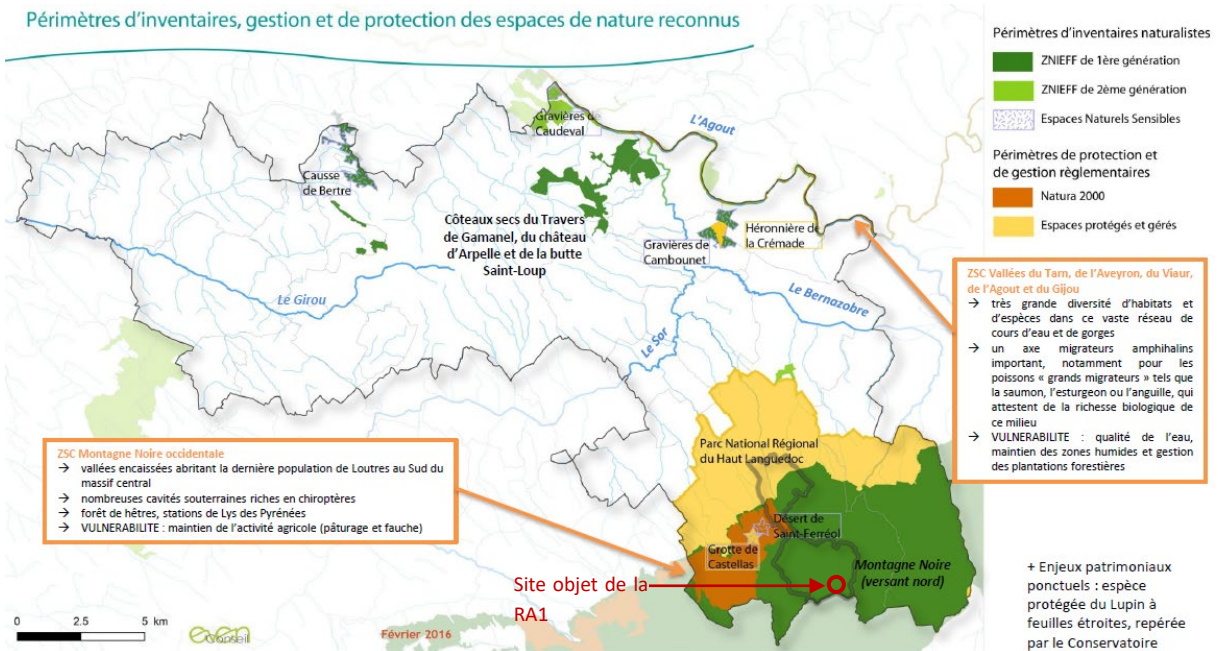 Périmètres d'inventaires, gestion et de protection des espaces de nature reconnus
Périmètres d'inventaires naturalistes
ZNIEFF de 1ère génération
ZNIEFF de 2ème génération
Espaces Naturels Sensibles
Périmètres de protection et
de gestion règlementaires
Natura 2000
Espaces protégés et gérés
Gravières de
Caudeval
L'Agout
Causse
de Bertre
Côteaux secs du Travers
de Gamanel, du château
d'Arpelle et de la butte
Saint-Loup
Gravières de
Cambounet
Héronnière de
la Crémade
Le Girou
Le Bernazobre
Le Sor
ZSC Vallées du Tarn, de l'Aveyron, du Viaur,
de l'Agout et du Gijou
→ très grande diversité d'habitats et
d'espèces dans ce vaste réseau de
cours d'eau et de gorges
→ un axe migrateurs amphihalins
important, notamment pour les
poissons « grands migrateurs » tels que
la saumon, l'esturgeon ou l'anguille, qui
attestent de la richesse biologique de
ce milieu
→ VULNERABILITE : qualité de l'eau,
maintien des zones humides et gestion
des plantations forestières
ZSC Montagne Noire occidentale
→ vallées encaissées abritant la dernière population de Loutres au Sud du
massif central
→ nombreuses cavités souterraines riches en chiroptères
→ forêt de hêtres, stations de Lys des Pyrénées
→ VULNERABILITE : maintien de l'activité agricole (pâturage et fauche)
Parc National Régional
du Haut Languedoc
Désert de
Saint-Ferréol
Grotte de
Castellas
Montagne Noire
(versant nord)
Site objet de la
RA1
+ Enjeux patrimoniaux
ponctuels : espèce
protégée du Lupin à
feuilles étroites, repérée
par le Conservatoire
0 2.5 5 km
even
Conseil
Février 2016